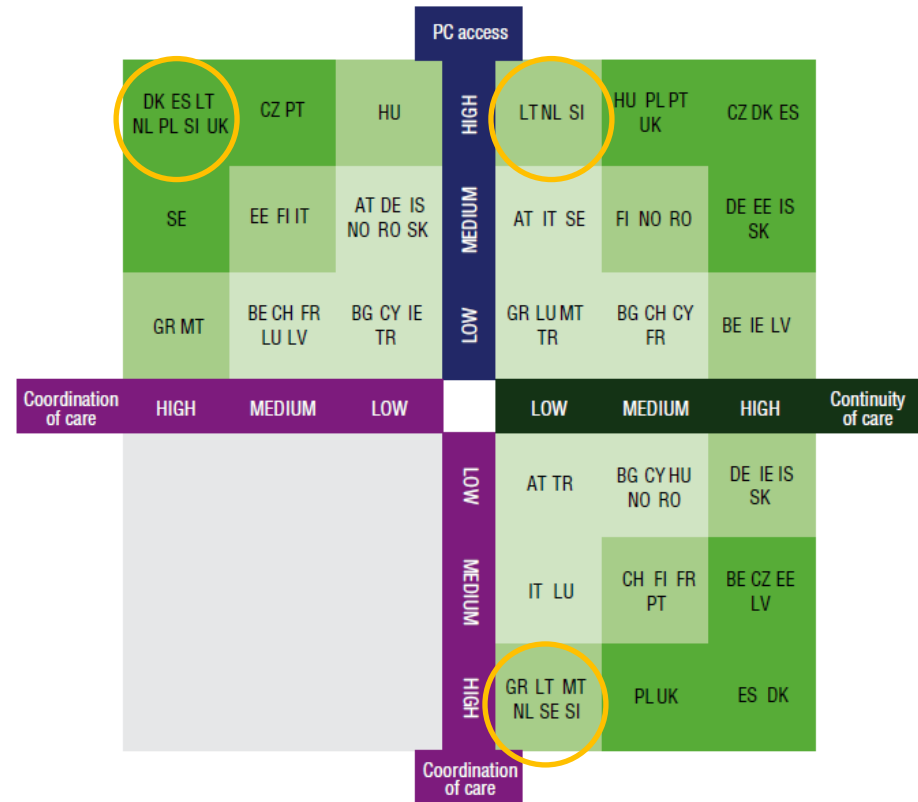 PC access
DK ES LT
NL PL SI UK
CZ PT
HU
HIGH
LT NL SI
HU PL PT
UK
CZ DK ES
SE
EE FI IT
AT DE IS
NO RO SK
MEDIUM
AT IT SE
FI NO RO
DE EE IS
SK
GR MT
BE CH FR
LU LV
BG CY IE
TR
LOW
GR LU MT
TR
BG CH CY
FR
BE IE LV
Coordination
of care
HIGH
MEDIUM
LOW
LOW
MEDIUM
HIGH
Continuity
of care
LOW
AT TR
BG CY HU
NO RO
DE IE IS
SK
MEDIUM
IT LU
CH FI FR
PT
BE CZ EE
LV
HIGH
GR LT MT
NL SE SI
PL UK
ES DK
Coordination
of care